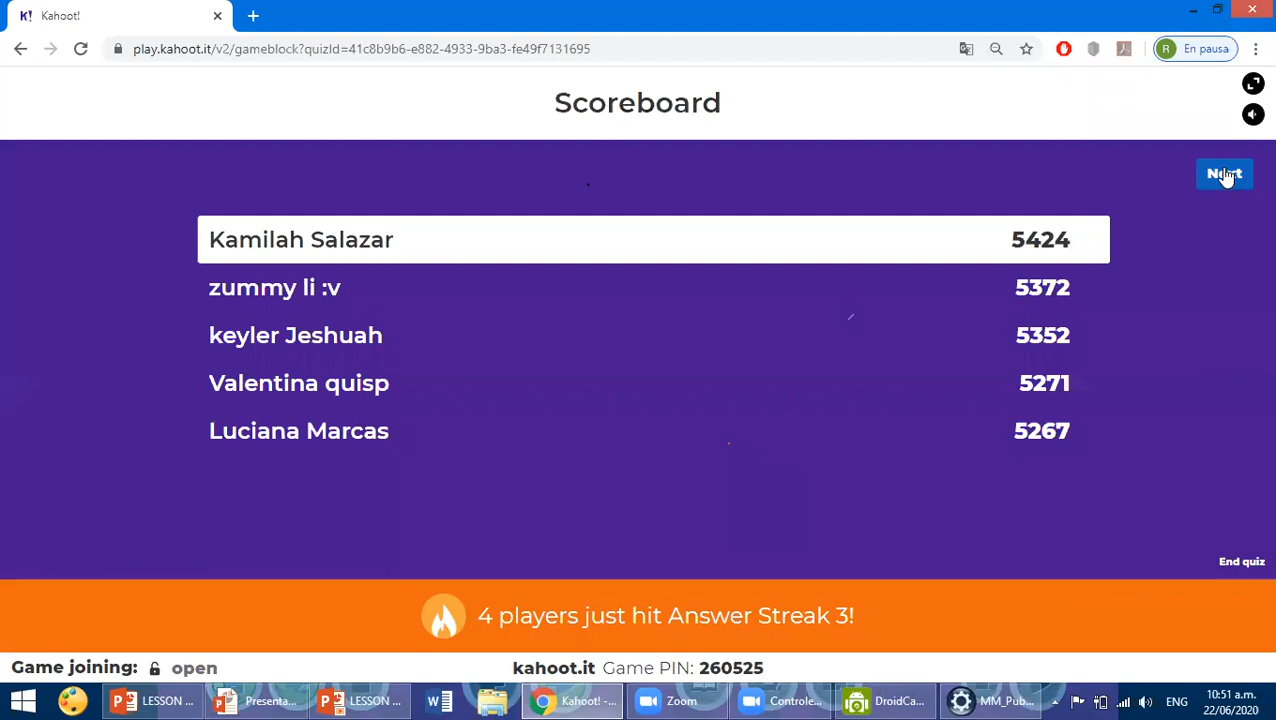 K! Kahoot!
play.kahoot.it/v2/gameblock?quizId=41c8b9b6-e882-4933-9ba3-fe49f7131695
R En pausa
Scoreboard
Next
Kamilah Salazar 5424
zummy li :v 5372
keyler Jeshuah 5352
Valentina quisp 5271
Luciana Marcas 5267
End quiz
4 players just hit Answer Streak 3!
Game joining: open kahoot.it Game PIN: 260525
LESSON ... Presenta... LESSON ... Kahoot! -... Zoom Controle... DroidCa... MM_Pub... ENG 10:51 a.m.
22/06/2020